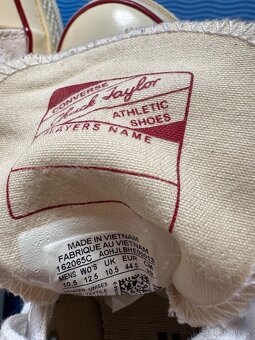 CONVERSE
Chuck Taylor
ATHLETIC
SHOES
PLAYERS NAME
MADE IN VIETNAM
FABRIQUE AU VIETNAM
162065C
MENS WO'S UK EUR
10.5 12.5 10.5 44.5
UNISEX